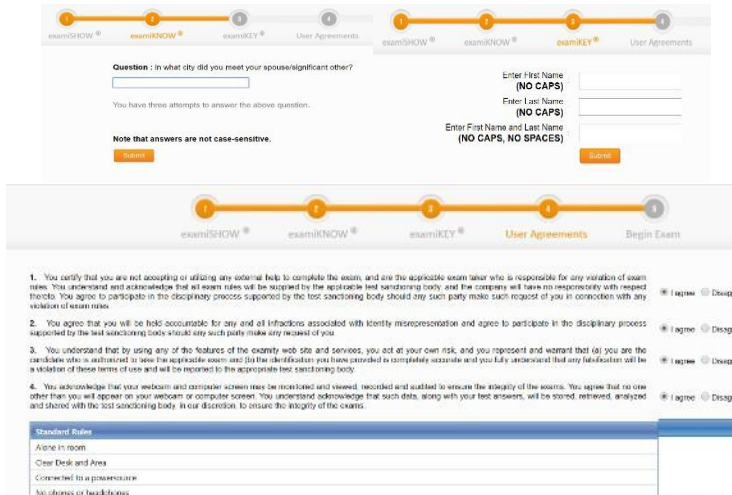 1 2 3 4
examiSHOW ® examiKNOW ® examiKEY ® User Agreements
Question : In what city did you meet your spouse/significant other?
You have three attempts to answer the above question.
Note that answers are not case-sensitive.
Submit
1 2 3 4
examiSHOW ® examiKNOW ® examiKEY ® User Agreements
Enter First Name
(NO CAPS)
Enter Last Name
(NO CAPS)
Enter First Name and Last Name
(NO CAPS, NO SPACES)
Submit
1 2 3 4 5
examiSHOW ® examiKNOW ® examiKEY ® User Agreements Begin Exam
1. You certify that you are not accepting or utilizing any external help to complete the exam, and are the applicable exam taker who is responsible for any violation of exam
rules. You understand and acknowledge that all exam rules will be supplied by the applicable test sanctioning body, and the company will have no responsibility with respect
thereto. You agree to participate in the disciplinary process supported by the test sanctioning body should any such party make such request of you in connection with any
violation of exam rules.
I agree Disag
2. You agree that you will be held accountable for any and all infractions associated with identity misrepresentation and agree to participate in the disciplinary process
supported by the test sanctioning body should any such party make any request of you.
I agree Disag
3. You understand that by using any of the features of the examity web site and services, you act at your own risk, and you represent and warrant that (a) you are the
candidate who is authorized to take the applicable exam and (b) the identification you have provided is completely accurate and you fully understand that any falsification will be
a violation of these terms of use and will be reported to the appropriate test sanctioning body.
I agree Disag
4. You acknowledge that your webcam and computer screen may be monitored and viewed, recorded and audited to ensure the integrity of the exams. You agree that no one
other than you will appear on your webcam or computer screen. You understand acknowledge that such data, along with your test answers, will be stored, retrieved, analyzed
and shared with the test sanctioning body, in our discretion, to ensure the integrity of the exams.
I agree Disag
Standard Rules
Alone in room
Clear Desk and Area
Connected to a powersource
No phones or headphones